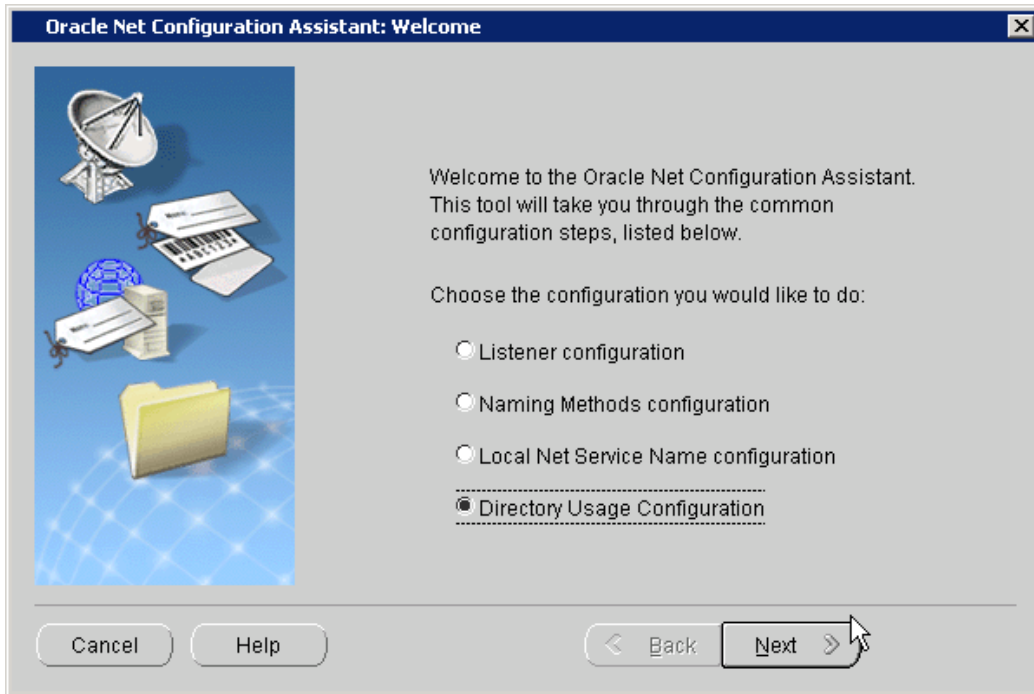 Oracle Net Configuration Assistant: Welcome
Welcome to the Oracle Net Configuration Assistant.
This tool will take you through the common
configuration steps, listed below.
Choose the configuration you would like to do:
Listener configuration
Naming Methods configuration
Local Net Service Name configuration
Directory Usage Configuration
Cancel
Help
Back
Next